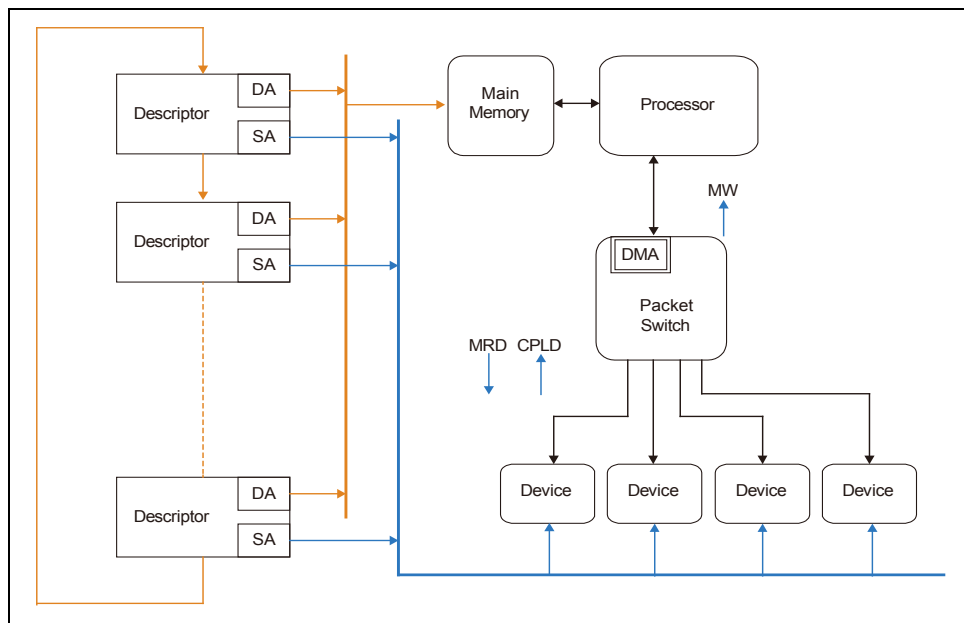 Descriptor
DA
SA
Descriptor
DA
SA
Descriptor
DA
SA
Main
Memory
Processor
MW
DMA
Packet
Switch
MRD
CPLD
Device
Device
Device
Device